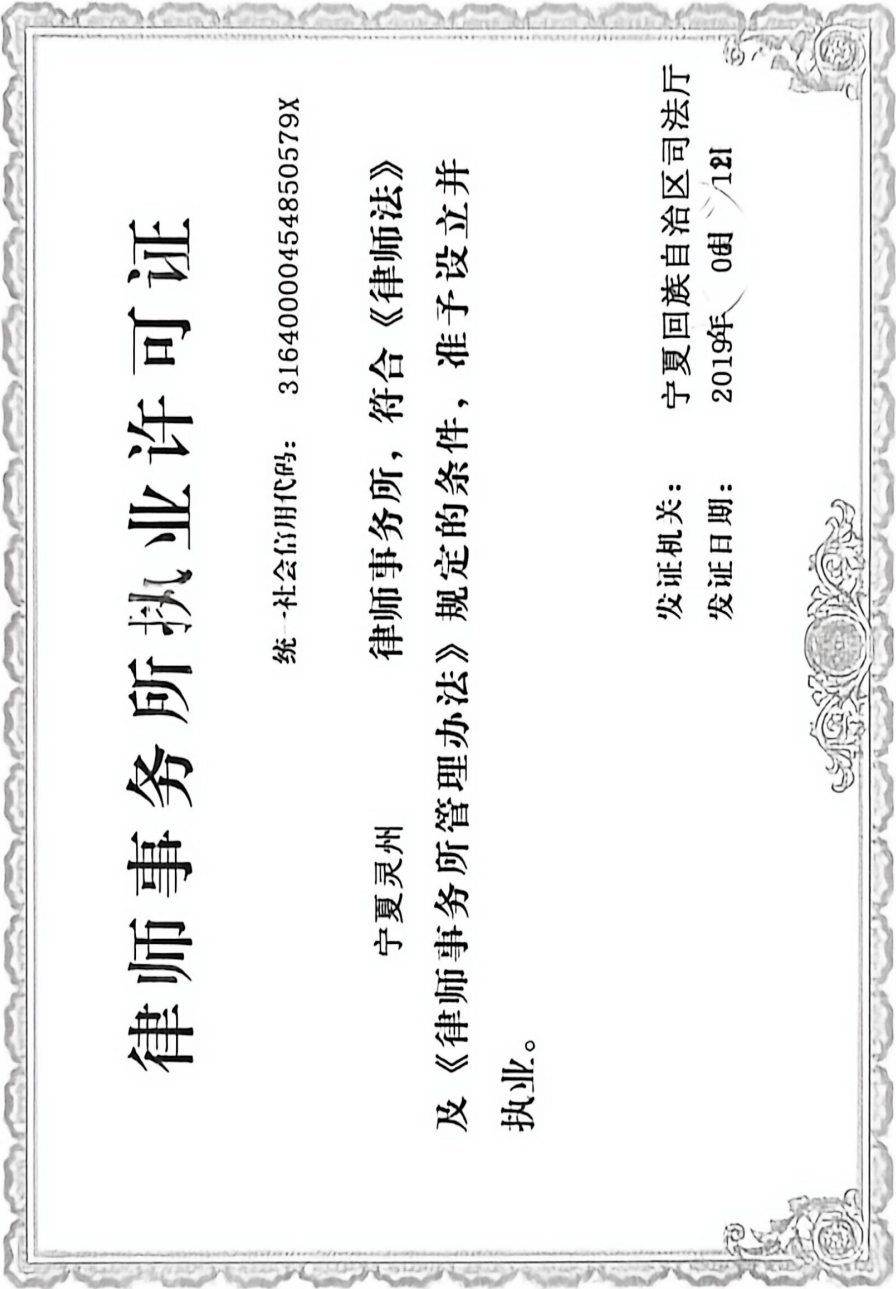 律师事务所执业许可证
统一社会信用代码： 31640000454850579X
宁夏灵州 律师事务所，符合《律师法》
及《律师事务所管理办法》规定的条件，准予设立并
执业。
发证机关： 宁夏回族自治区司法厅
发证日期： 2019年